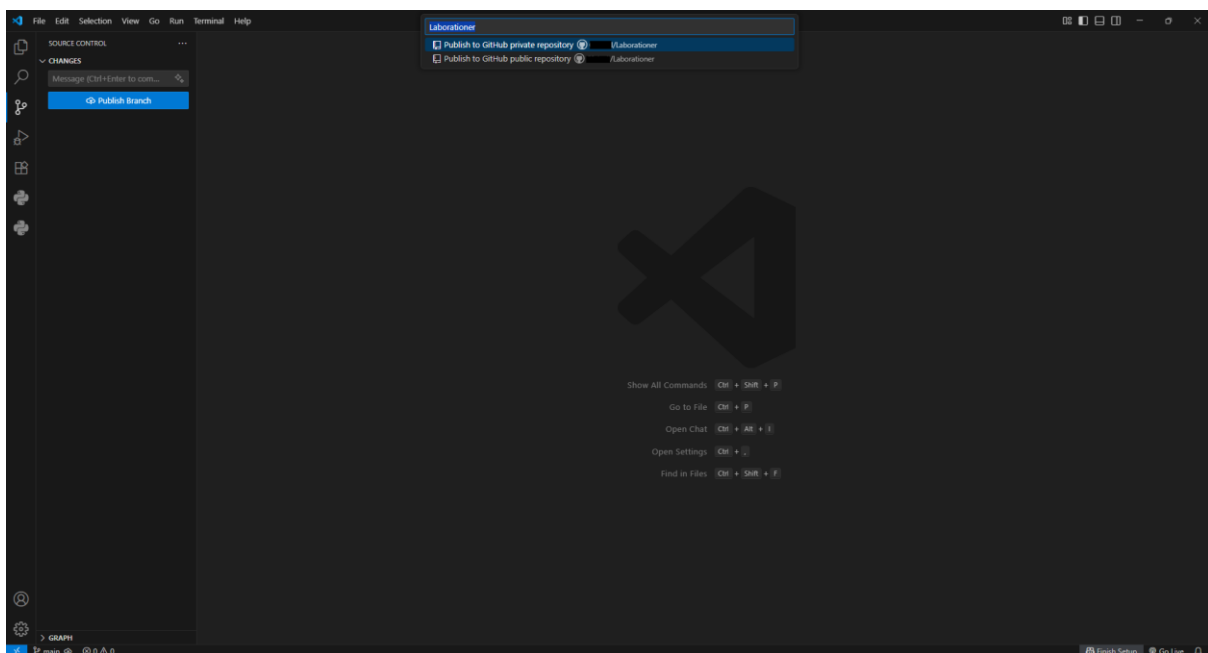 File Edit Selection View Go Run Terminal Help
Laborationer
Publish to GitHub private repository /Laborationer
Publish to GitHub public repository /Laborationer
SOURCE CONTROL ...
CHANGES
Message (Ctrl+Enter to com...
Publish Branch
Show All Commands Ctrl + Shift + P
Go to File Ctrl + P
Open Chat Ctrl + Alt + I
Open Settings Ctrl + ,
Find in Files Ctrl + Shift + F
GRAPH
main 0 0 Finish Setup Go Live